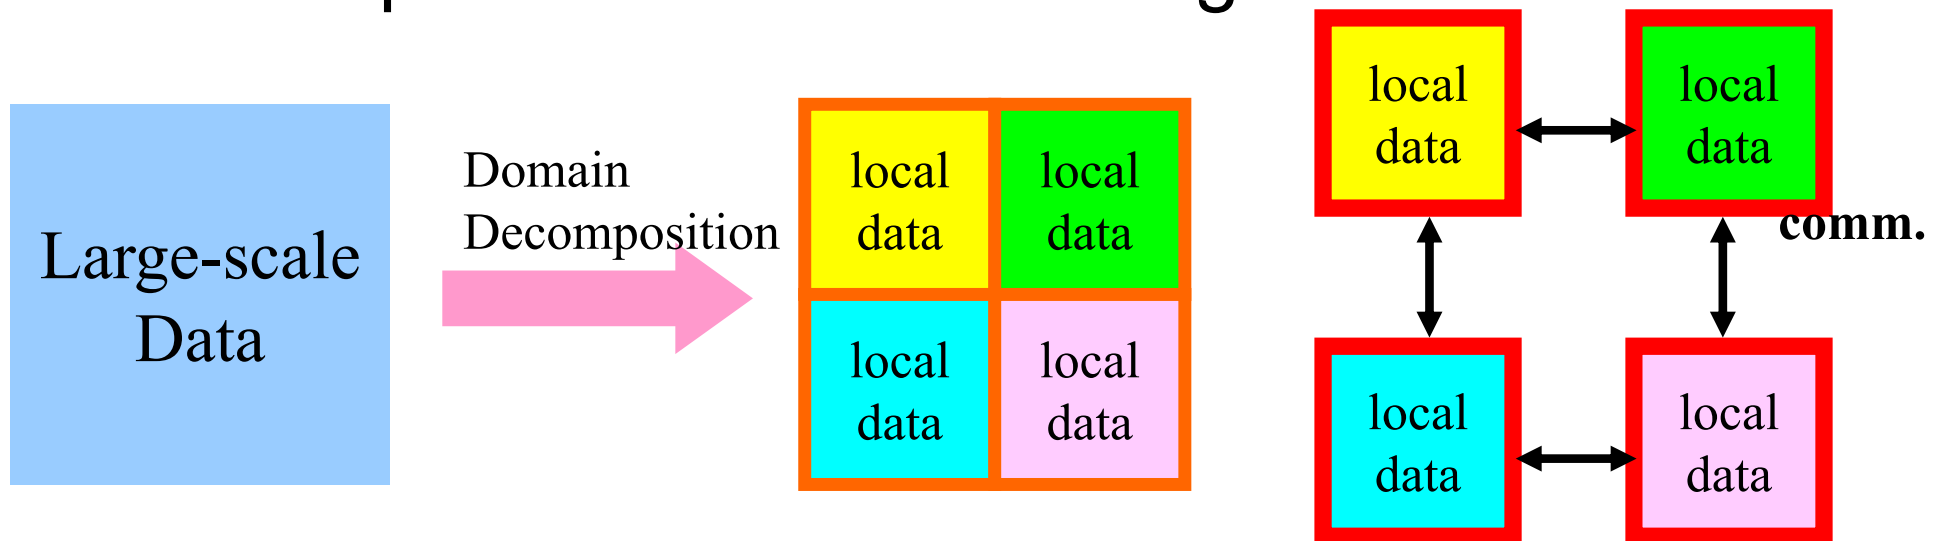 Large-scale
Data
Domain
Decomposition
local
data
local
data
local
data
local
data
local
data
local
data
comm.
local
data
local
data